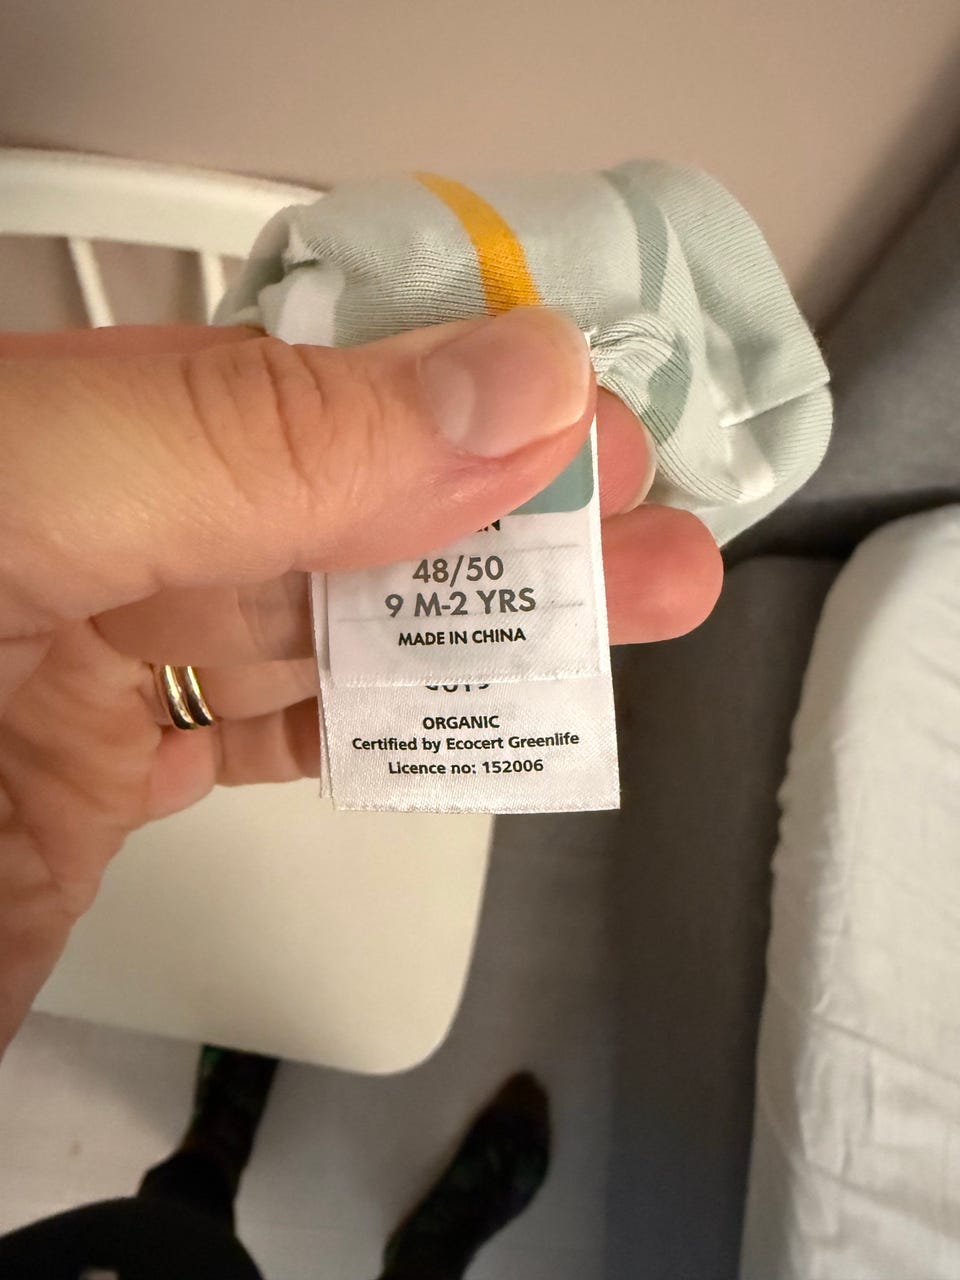 48/50
9 M-2 YRS
MADE IN CHINA
ORGANIC
Certified by Ecocert Greenlife
Licence no: 152006